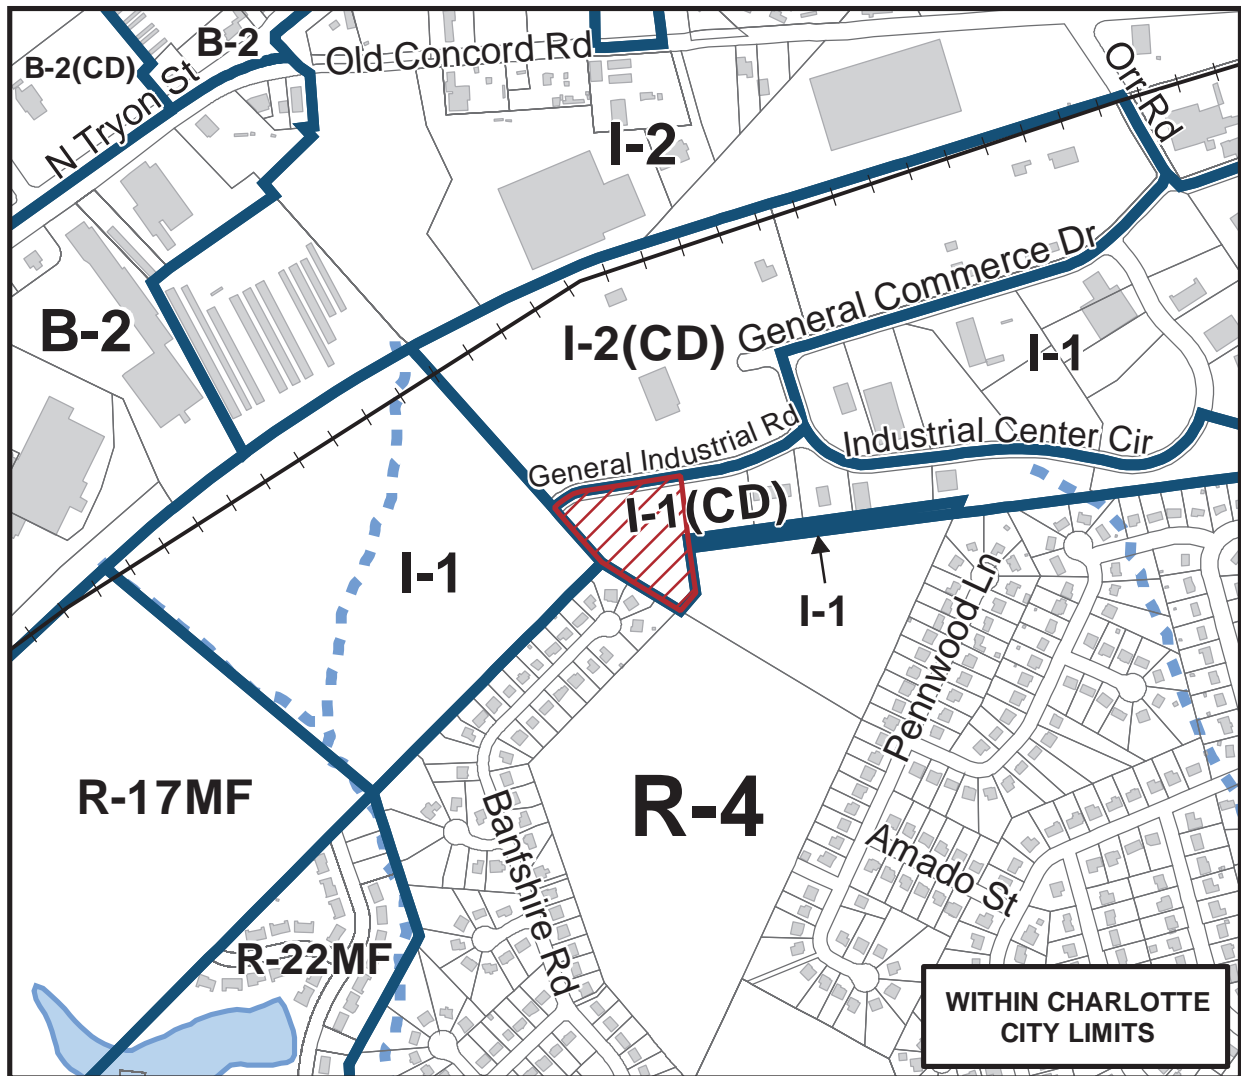 B-2
B-2(CD)
N Tryon St
Old Concord Rd
Orr Rd
I-2
B-2
I-2(CD)
General Commerce Dr
I-1
General Industrial Rd
Industrial Center Cir
I-1(CD)
I-1
I-1
Pennwood Ln
R-17MF
R-4
Banfshire Rd
Amado St
R-22MF
WITHIN CHARLOTTE
CITY LIMITS